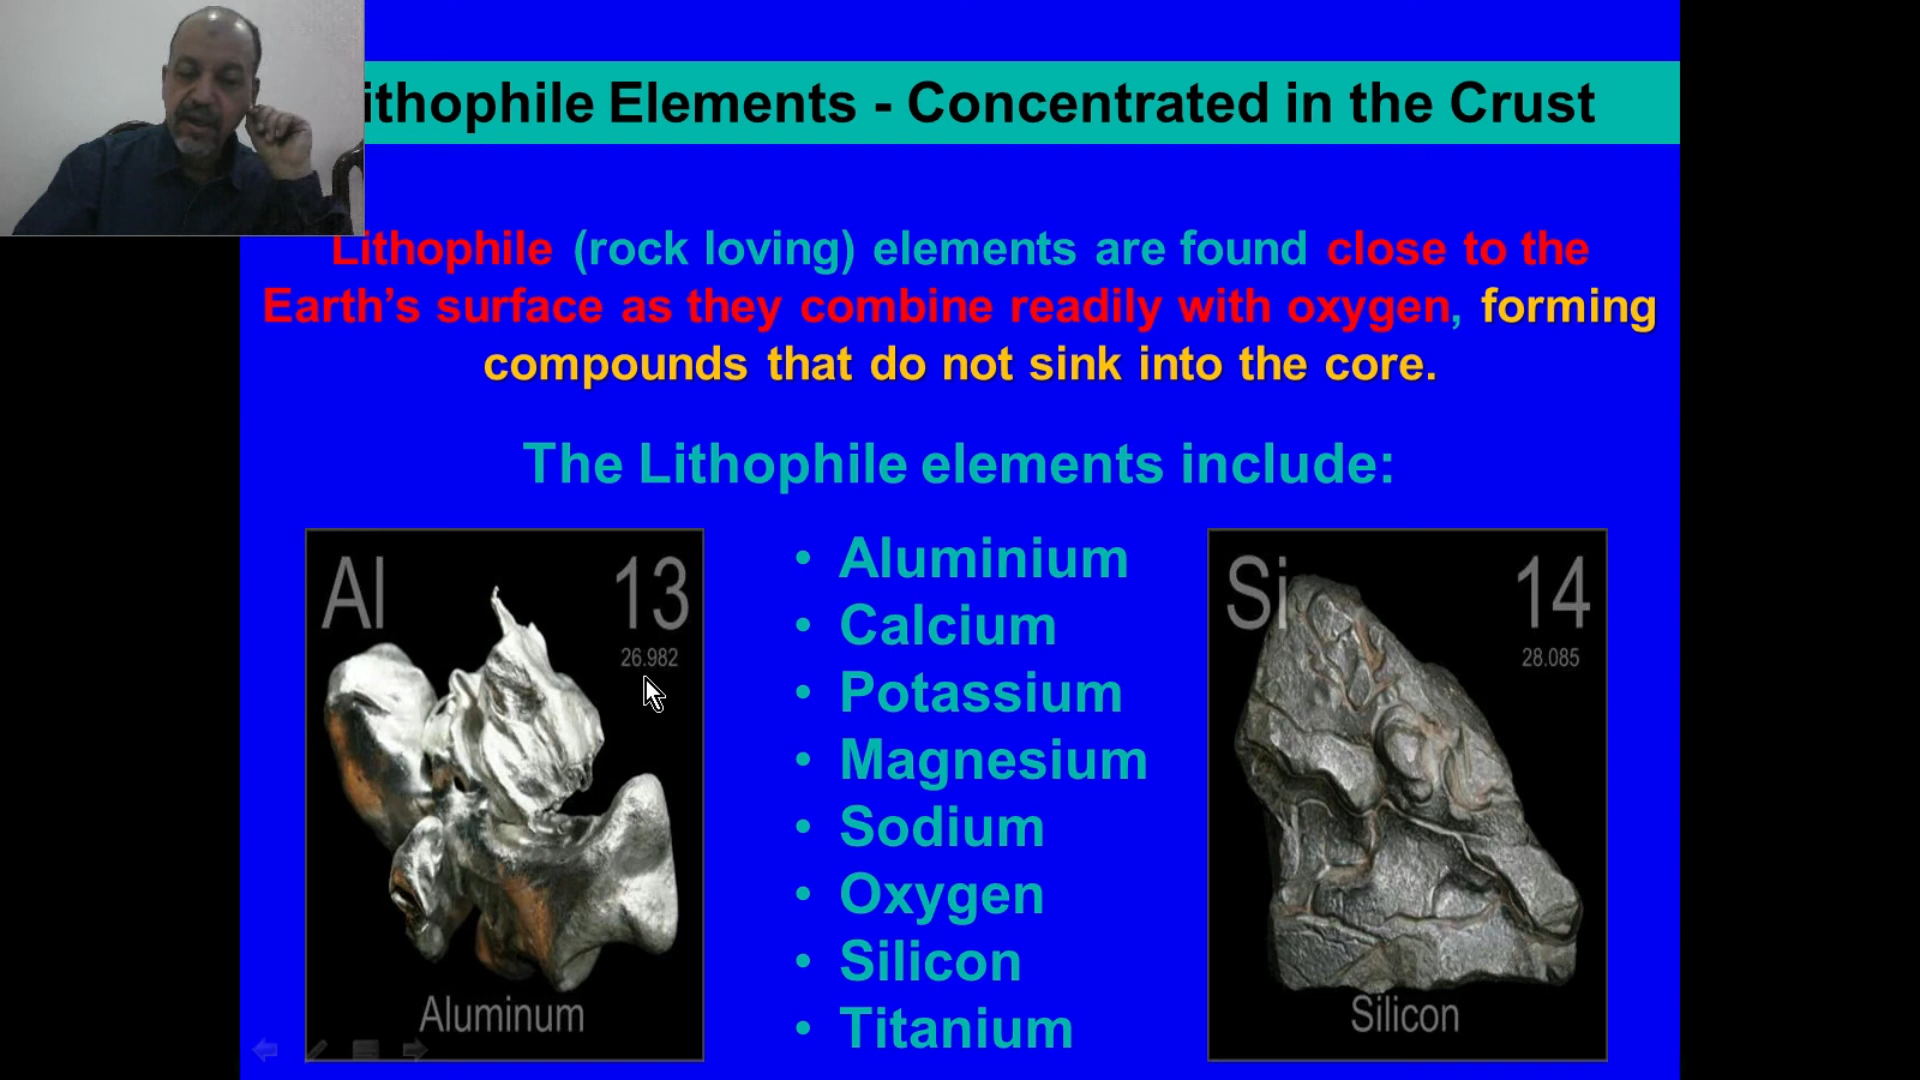 ithophile Elements - Concentrated in the Crust
Lithophile (rock loving) elements are found close to the
Earth’s surface as they combine readily with oxygen, forming
compounds that do not sink into the core.
The Lithophile elements include:
Al 13
26.982
Aluminum
• Aluminium
• Calcium
• Potassium
• Magnesium
• Sodium
• Oxygen
• Silicon
• Titanium
Si 14
28.085
Silicon